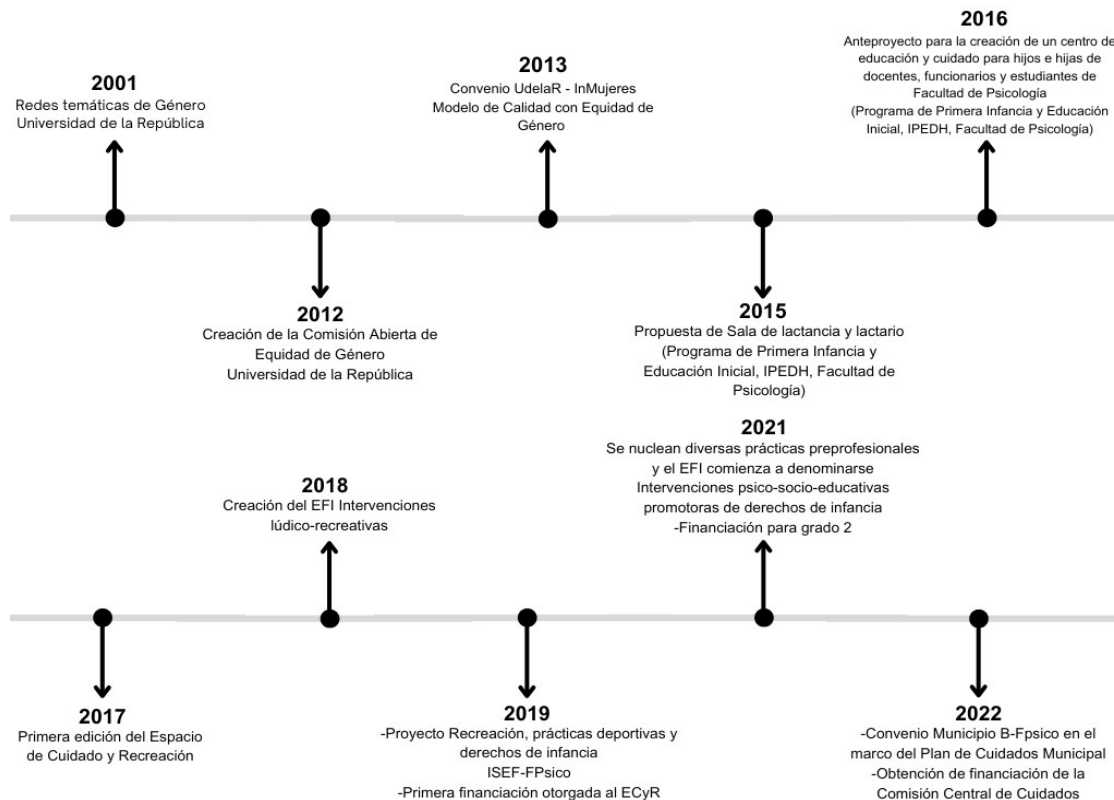 2001
Redes temáticas de Género
Universidad de la República
2012
Creación de la Comisión Abierta de
Equidad de Género
Universidad de la República
2013
Convenio UdelaR - InMujeres
Modelo de Calidad con Equidad de
Género
2015
Propuesta de Sala de lactancia y lactario
(Programa de Primera Infancia y
Educación Inicial, IPEDH, Facultad de
Psicología)
2016
Anteproyecto para la creación de un centro de
educación y cuidado para hijos e hijas de
docentes, funcionarios y estudiantes de
Facultad de Psicología
(Programa de Primera Infancia y Educación
Inicial, IPEDH, Facultad de Psicología)
2017
Primera edición del Espacio
de Cuidado y Recreación
2018
Creación del EFI Intervenciones
lúdico-recreativas
2019
-Proyecto Recreación, prácticas deportivas y
derechos de infancia
ISEF-FPsico
-Primera financiación otorgada al ECyR
2021
Se nuclean diversas prácticas preprofesionales
y el EFI comienza a denominarse
Intervenciones psico-socio-educativas
promotoras de derechos de infancia
-Financiación para grado 2
2022
-Convenio Municipio B-Fpsico en el
marco del Plan de Cuidados Municipal
-Obtención de financiación de la
Comisión Central de Cuidados